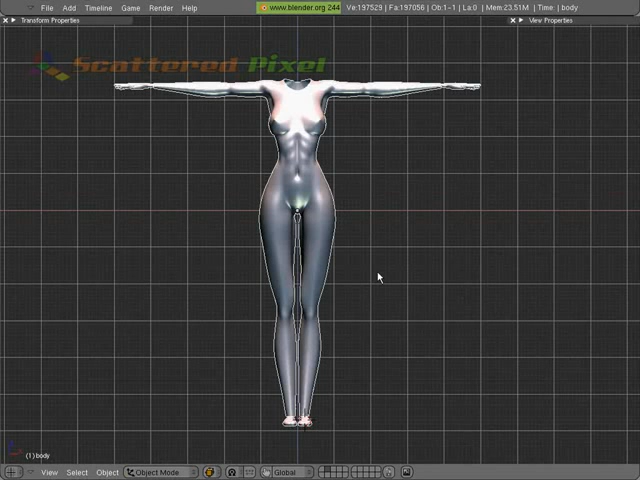 File Add Timeline Game Render Help www.blender.org 244 Ve:197529 | Fa:197056 | Ob:1-1 | La:0 | Mem:23.51M | Time: | body
Transform Properties View Properties
Scattered Pixel
(1) body
View Select Object Object Mode Global